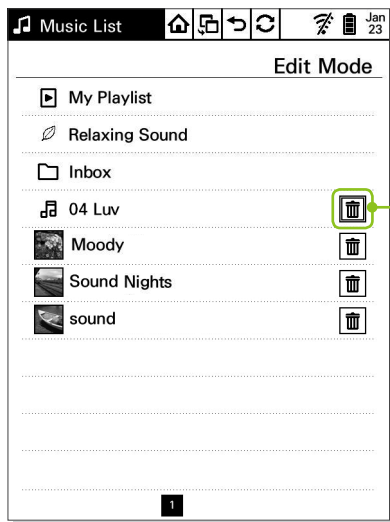 Music List
Jan
23
Edit Mode
My Playlist
Relaxing Sound
Inbox
04 Luv
Moody
Sound Nights
sound
1